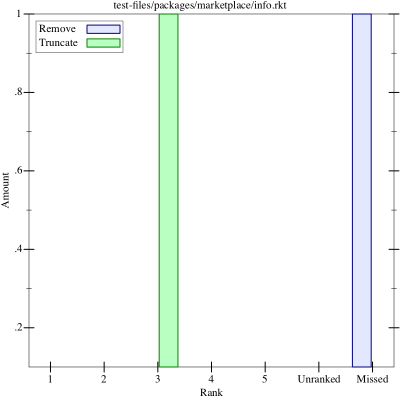 test-files/packages/marketplace/info.rkt
Remove
Truncate
1
.8
.6
.4
.2
Amount
1 2 3 4 5 Unranked Missed
Rank